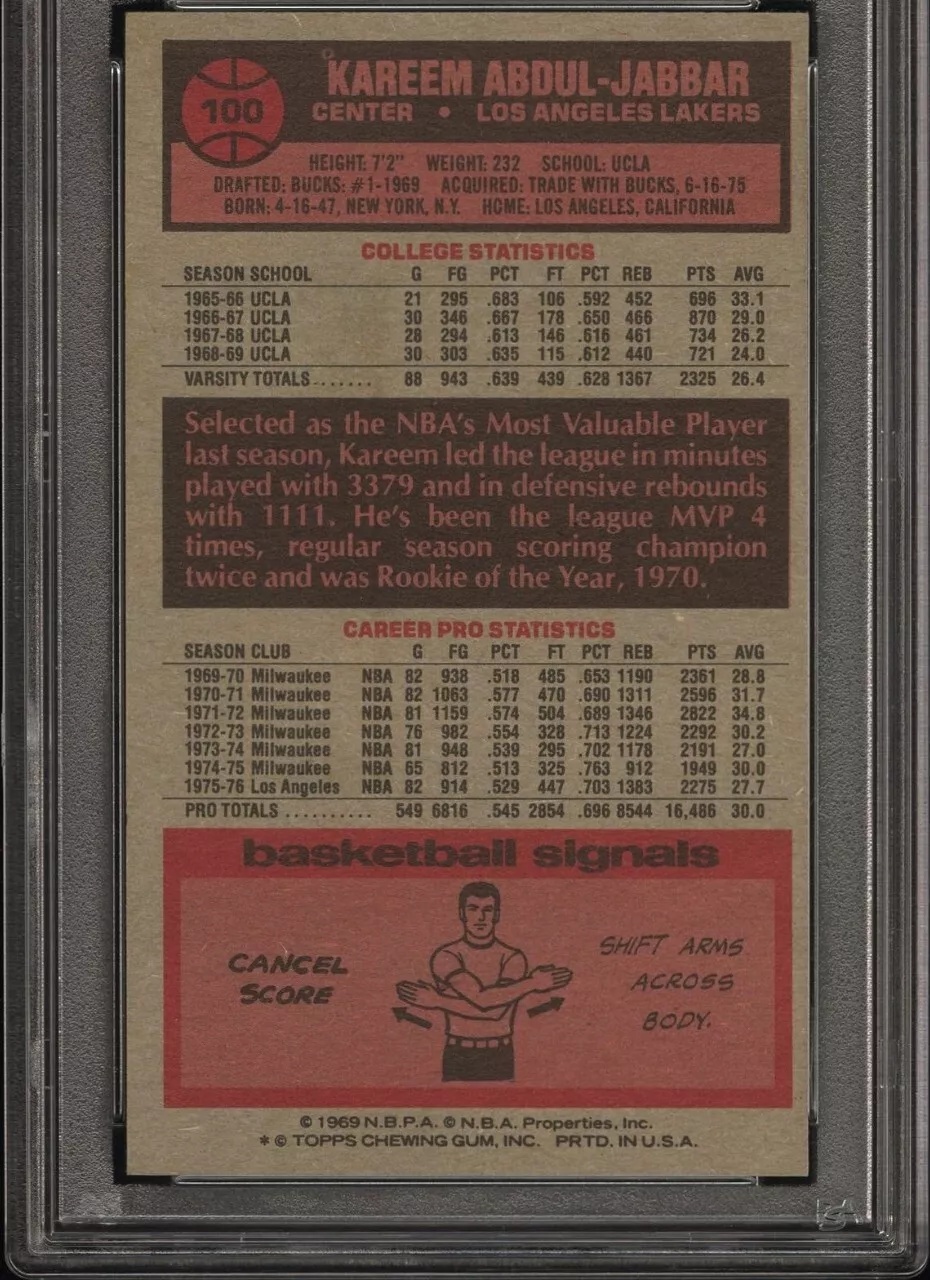 100
KAREEM ABDUL-JABBAR
CENTER • LOS ANGELES LAKERS
HEIGHT: 7'2" WEIGHT: 232 SCHOOL: UCLA
DRAFTED: BUCKS: #1-1969 ACQUIRED: TRADE WITH BUCKS, 6-16-75
BORN: 4-16-47, NEW YORK, N.Y. HOME: LOS ANGELES, CALIFORNIA
COLLEGE STATISTICS
SEASON SCHOOL G FG PCT FT PCT REB PTS AVG
1965-66 UCLA 21 295 .683 106 .592 452 696 33.1
1966-67 UCLA 30 346 .667 178 .650 466 870 29.0
1967-68 UCLA 28 294 .613 146 .616 461 734 26.2
1968-69 UCLA 30 303 .635 115 .612 440 721 24.0
VARSITY TOTALS....... 88 943 .639 439 .628 1367 2325 26.4
Selected as the NBA's Most Valuable Player
last season, Kareem led the league in minutes
played with 3379 and in defensive rebounds
with 1111. He's been the league MVP 4
times, regular season scoring champion
twice and was Rookie of the Year, 1970.
CAREER PRO STATISTICS
SEASON CLUB G FG PCT FT PCT REB PTS AVG
1969-70 Milwaukee NBA 82 938 .518 485 .653 1190 2361 28.8
1970-71 Milwaukee NBA 82 1063 .577 470 .690 1311 2596 31.7
1971-72 Milwaukee NBA 81 1159 .574 504 .689 1346 2822 34.8
1972-73 Milwaukee NBA 76 982 .554 328 .713 1224 2292 30.2
1973-74 Milwaukee NBA 81 948 .539 295 .702 1178 2191 27.0
1974-75 Milwaukee NBA 65 812 .513 325 .763 912 1949 30.0
1975-76 Los Angeles NBA 82 914 .529 447 .703 1383 2275 27.7
PRO TOTALS .......... 549 6816 .545 2854 .696 8544 16,486 30.0
basketball signals
CANCEL
SCORE
SHIFT ARMS
ACROSS
BODY.
© 1969 N.B.P.A. © N.B.A. Properties, Inc.
* © TOPPS CHEWING GUM, INC. PRTD. IN U.S.A.